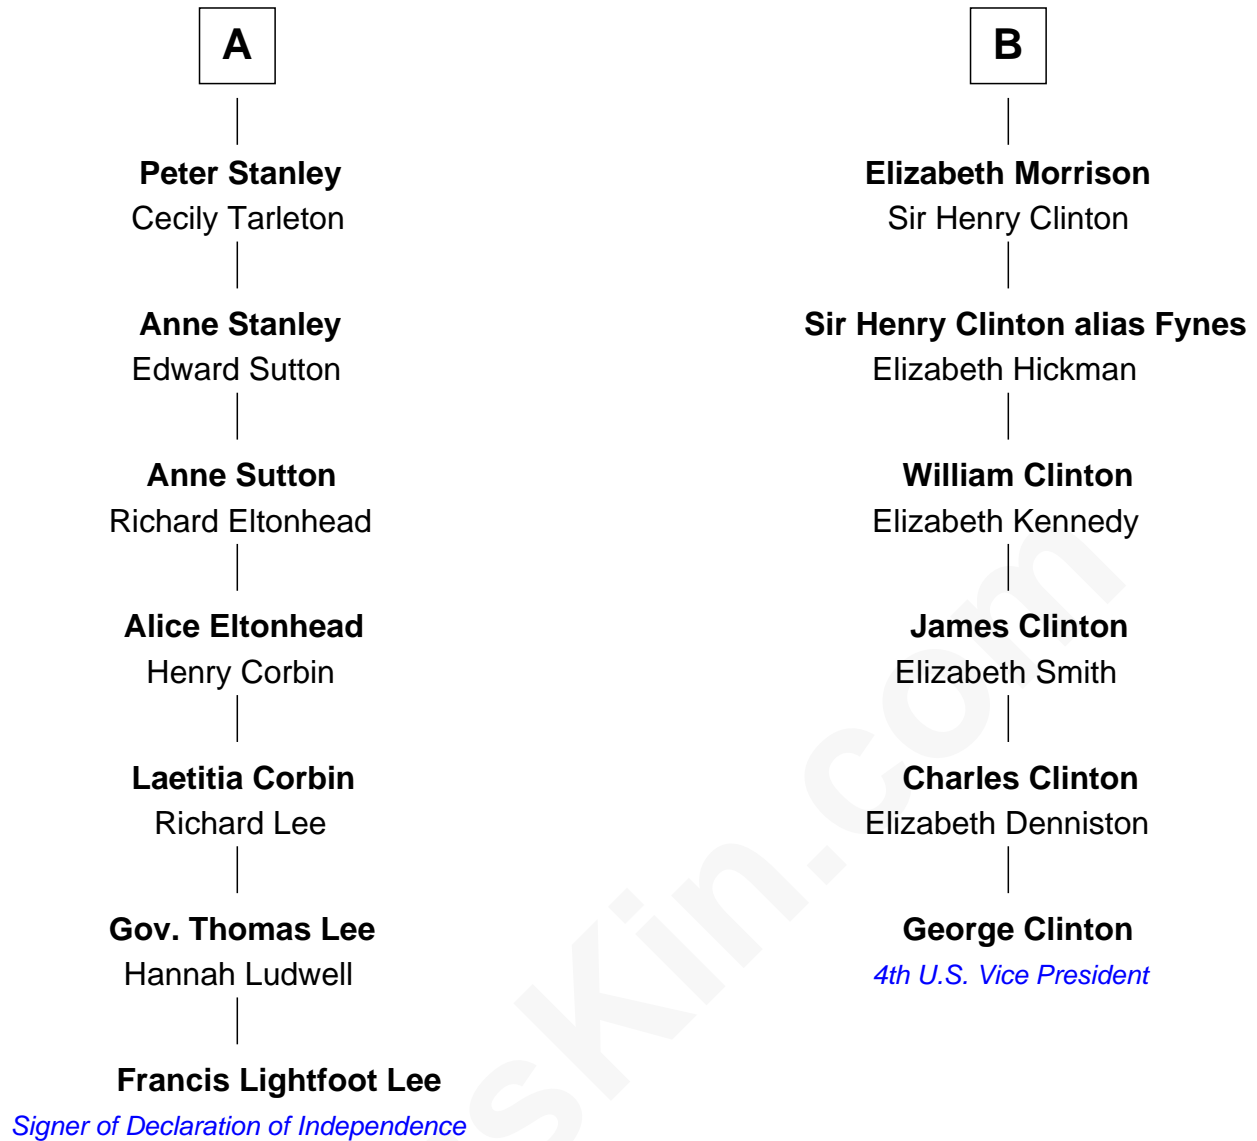 A
Peter Stanley
Cecily Tarleton
Anne Stanley
Edward Sutton
Anne Sutton
Richard Eltonhead
Alice Eltonhead
Henry Corbin
Laetitia Corbin
Richard Lee
Gov. Thomas Lee
Hannah Ludwell
Francis Lightfoot Lee
Signer of Declaration of Independence
B
Elizabeth Morrison
Sir Henry Clinton
Sir Henry Clinton alias Fynes
Elizabeth Hickman
William Clinton
Elizabeth Kennedy
James Clinton
Elizabeth Smith
Charles Clinton
Elizabeth Denniston
George Clinton
4th U.S. Vice President
sKin.com